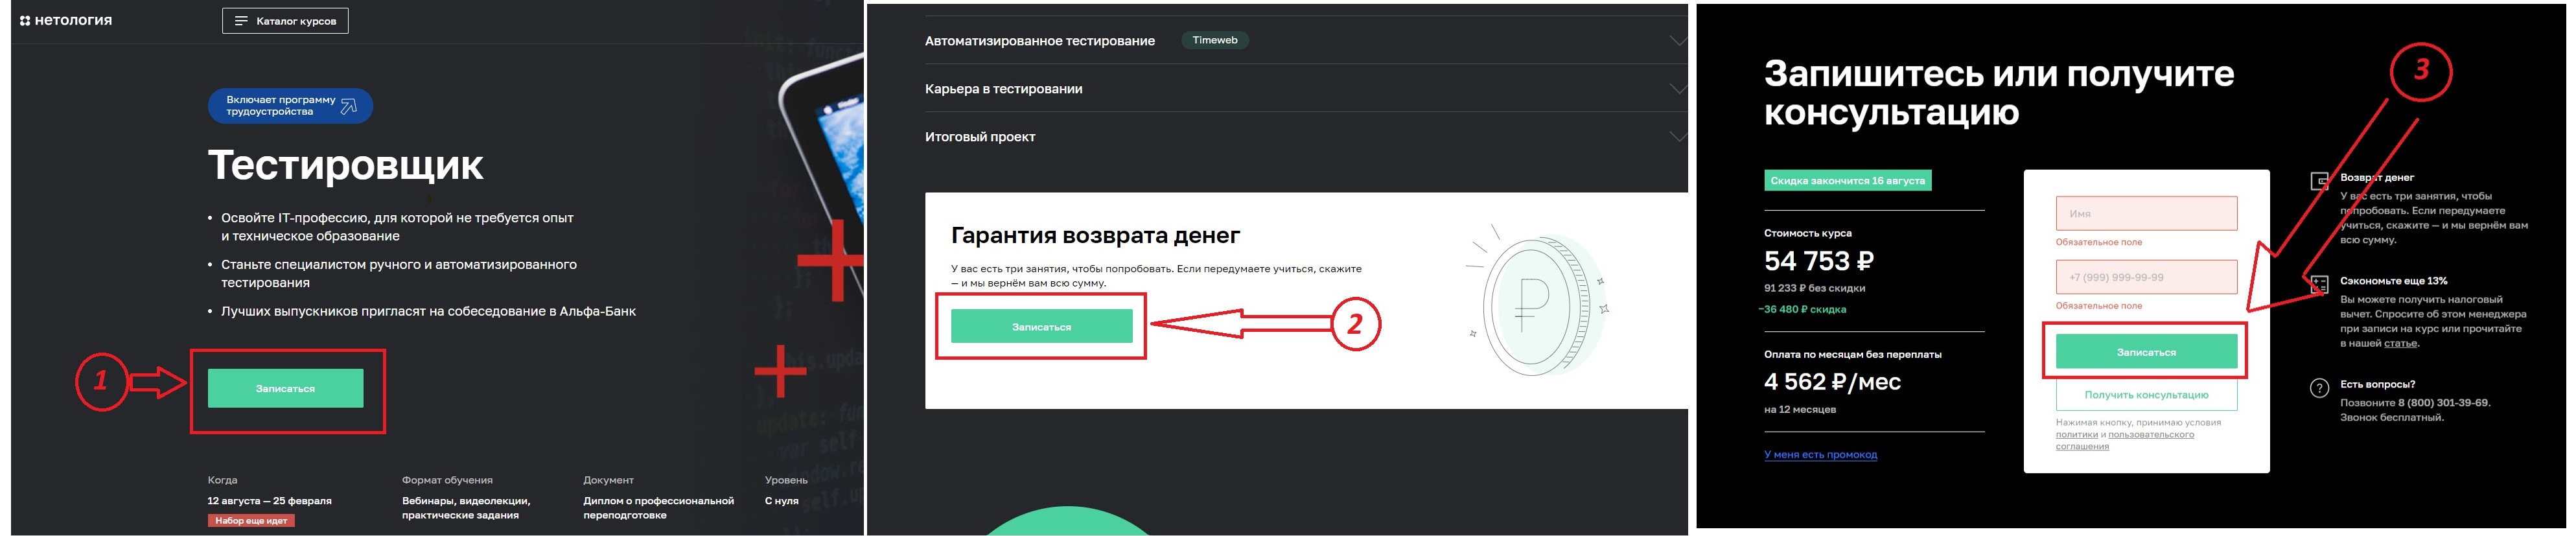 нетология
Каталог курсов
Включает программу
трудоустройства
Тестировщик
• Освойте IT-профессию, для которой не требуется опыт
и техническое образование
• Станьте специалистом ручного и автоматизированного
тестирования
• Лучших выпускников пригласят на собеседование в Альфа-Банк
1
Записаться
Когда
12 августа — 25 февраля
Набор еще идет
Формат обучения
Вебинары, видеолекции,
практические задания
Документ
Диплом о профессиональной
переподготовке
Уровень
С нуля
Автоматизированное тестирование
Timeweb
Карьера в тестировании
Итоговый проект
Гарантия возврата денег
У вас есть три занятия, чтобы попробовать. Если передумаете учиться, скажите
— и мы вернём вам всю сумму.
Записаться
2
₽
Запишитесь или получите
консультацию
3
Скидка закончится 16 августа
Стоимость курса
54 753 ₽
91 233 ₽ без скидки
−36 480 ₽ скидка
Оплата по месяцам без переплаты
4 562 ₽/мес
на 12 месяцев
У меня есть промокод
Имя
Обязательное поле
+7 (999) 999-99-99
Обязательное поле
Записаться
Получить консультацию
Нажимая кнопку, принимаю условия
политики и пользовательского
соглашения
Возврат денег
У вас есть три занятия, чтобы
попробовать. Если передумаете
учиться, скажите — и мы вернём вам
всю сумму.
Сэкономьте еще 13%
Вы можете получить налоговый
вычет. Спросите об этом менеджера
при записи на курс или прочитайте
в нашей статье.
Есть вопросы?
Позвоните 8 (800) 301-39-69.
Звонок бесплатный.